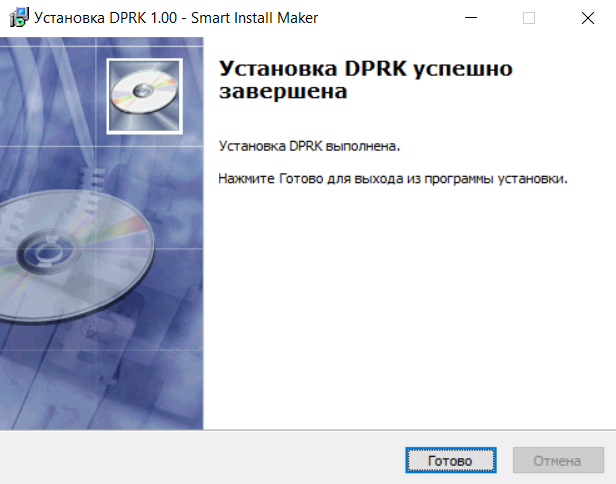 Установка DPRK 1.00 - Smart Install Maker
Установка DPRK успешно
завершена
Установка DPRK выполнена.
Нажмите Готово для выхода из программы установки.
Готово
Отмена